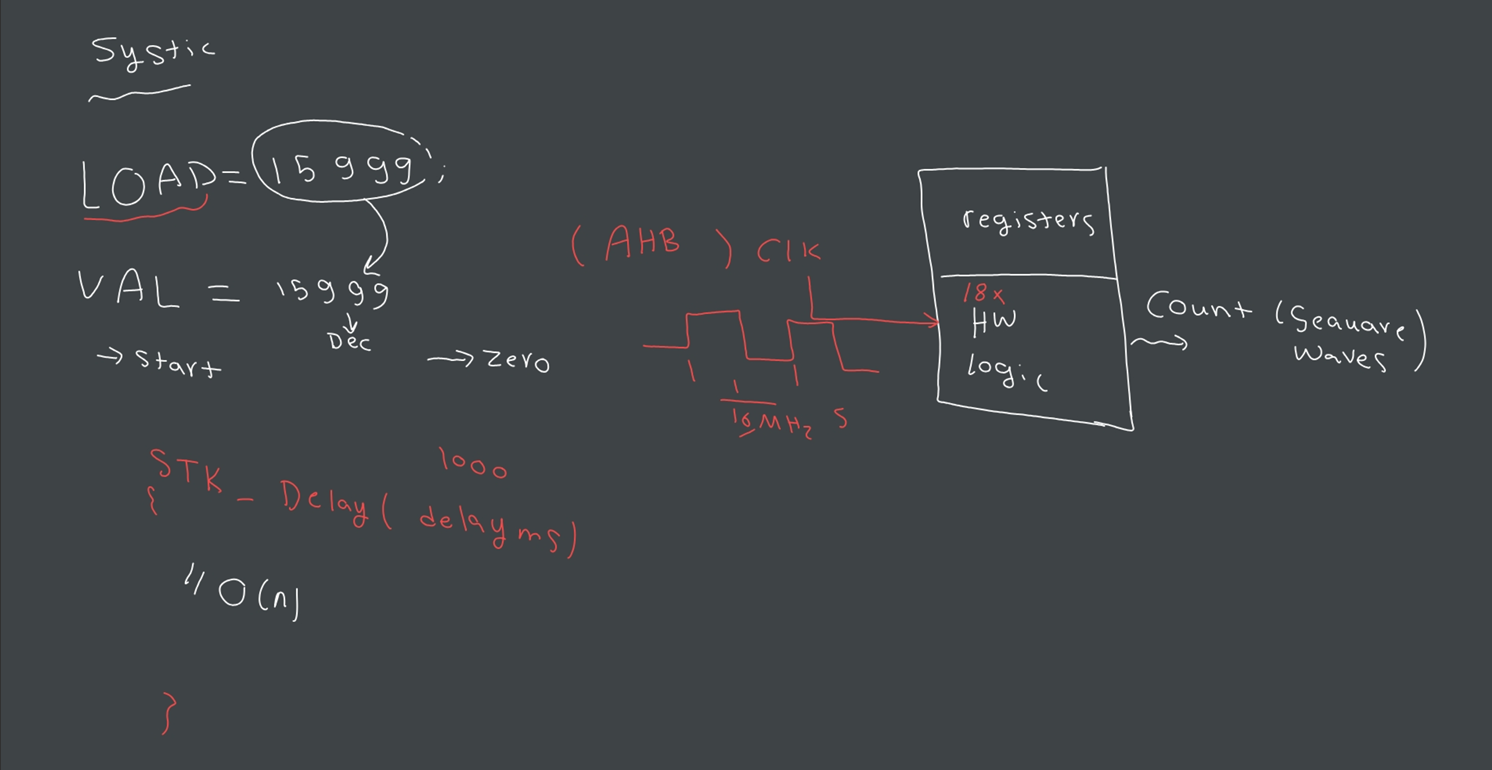 Systic
LOAD = 15999;
VAL = 15999
Dec
→ Start → Zero
(AHB ) Clk
1
16MHz S
registers
18x
HW
logic
Count (Seauare
Waves)
1000
STK_Delay( delayms)
{
// O(n)
}